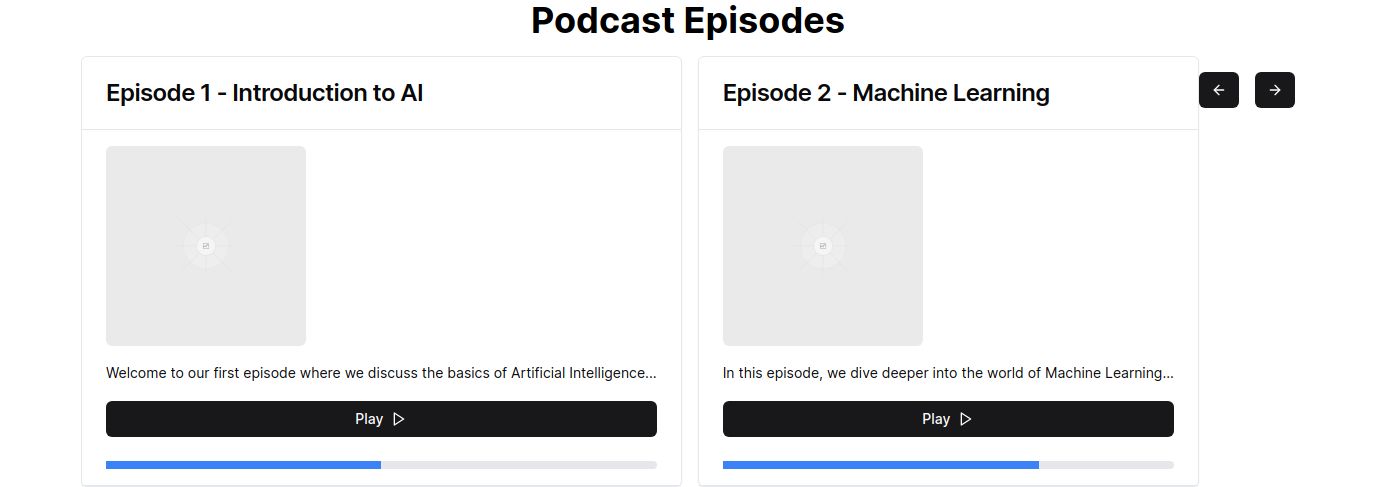 Podcast Episodes
Episode 1 - Introduction to AI
Welcome to our first episode where we discuss the basics of Artificial Intelligence...
Play
Episode 2 - Machine Learning
In this episode, we dive deeper into the world of Machine Learning...
Play